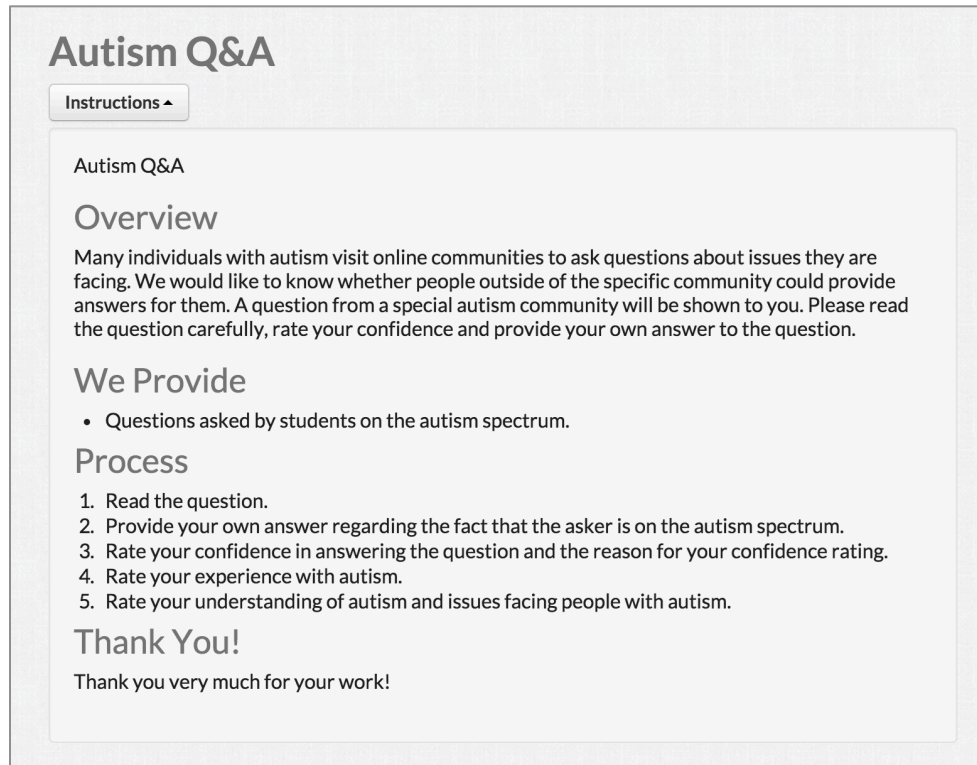 Autism Q&A
Instructions
Autism Q&A
Overview
Many individuals with autism visit online communities to ask questions about issues they are
facing. We would like to know whether people outside of the specific community could provide
answers for them. A question from a special autism community will be shown to you. Please read
the question carefully, rate your confidence and provide your own answer to the question.
We Provide
• Questions asked by students on the autism spectrum.
Process
1. Read the question.
2. Provide your own answer regarding the fact that the asker is on the autism spectrum.
3. Rate your confidence in answering the question and the reason for your confidence rating.
4. Rate your experience with autism.
5. Rate your understanding of autism and issues facing people with autism.
Thank You!
Thank you very much for your work!